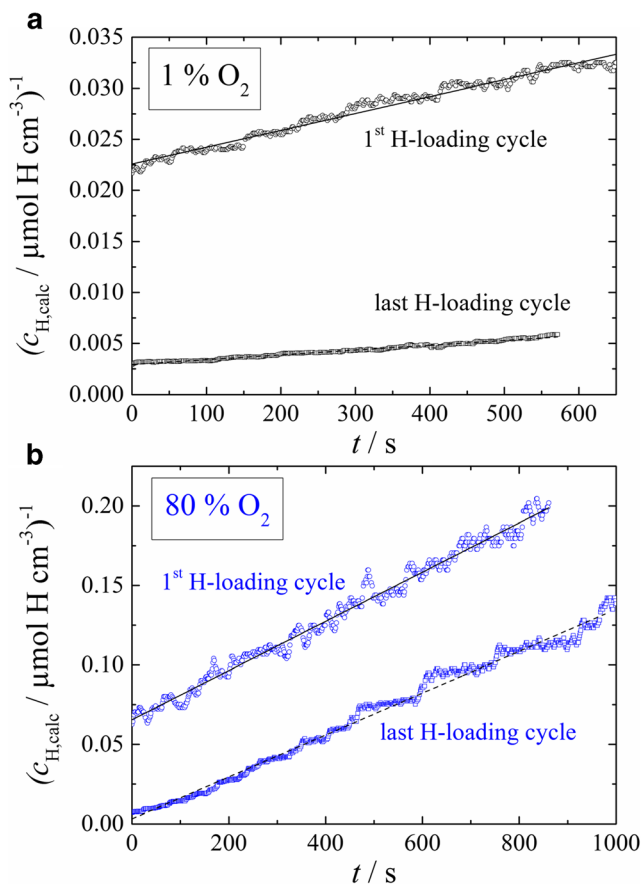 a
0.035
1 % O2
0.030
0.025
1st H-loading cycle
0.020
0.015
0.010
last H-loading cycle
0.005
0.000
(cH,calc / µmol H cm-3)-1
0 100 200 300 400 500 600
t / s
b
80 % O2
0.20
1st H-loading cycle
0.15
0.10
last H-loading cycle
0.05
0.00
(cH,calc / µmol H cm-3)-1
0 200 400 600 800 1000
t / s